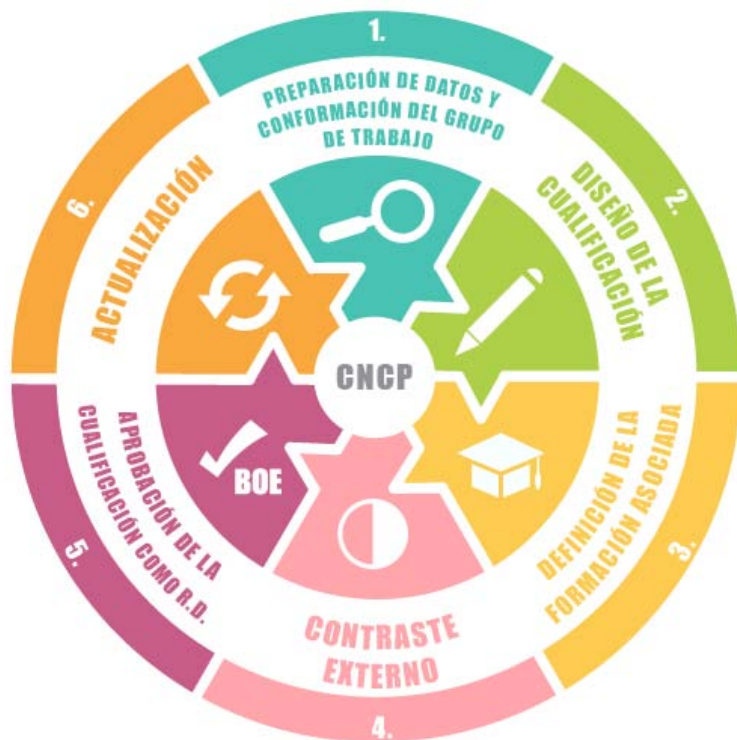 1.
PREPARACIÓN DE DATOS Y
CONFORMACIÓN DEL GRUPO
DE TRABAJO
2.
DISEÑO DE LA
CUALIFICACIÓN
3.
DEFINICIÓN DE LA
FORMACIÓN ASOCIADA
4.
CONTRASTE
EXTERNO
5.
APROBACIÓN DE LA
CUALIFICACIÓN COMO R.D.
6.
ACTUALIZACIÓN
BOE
CNCP